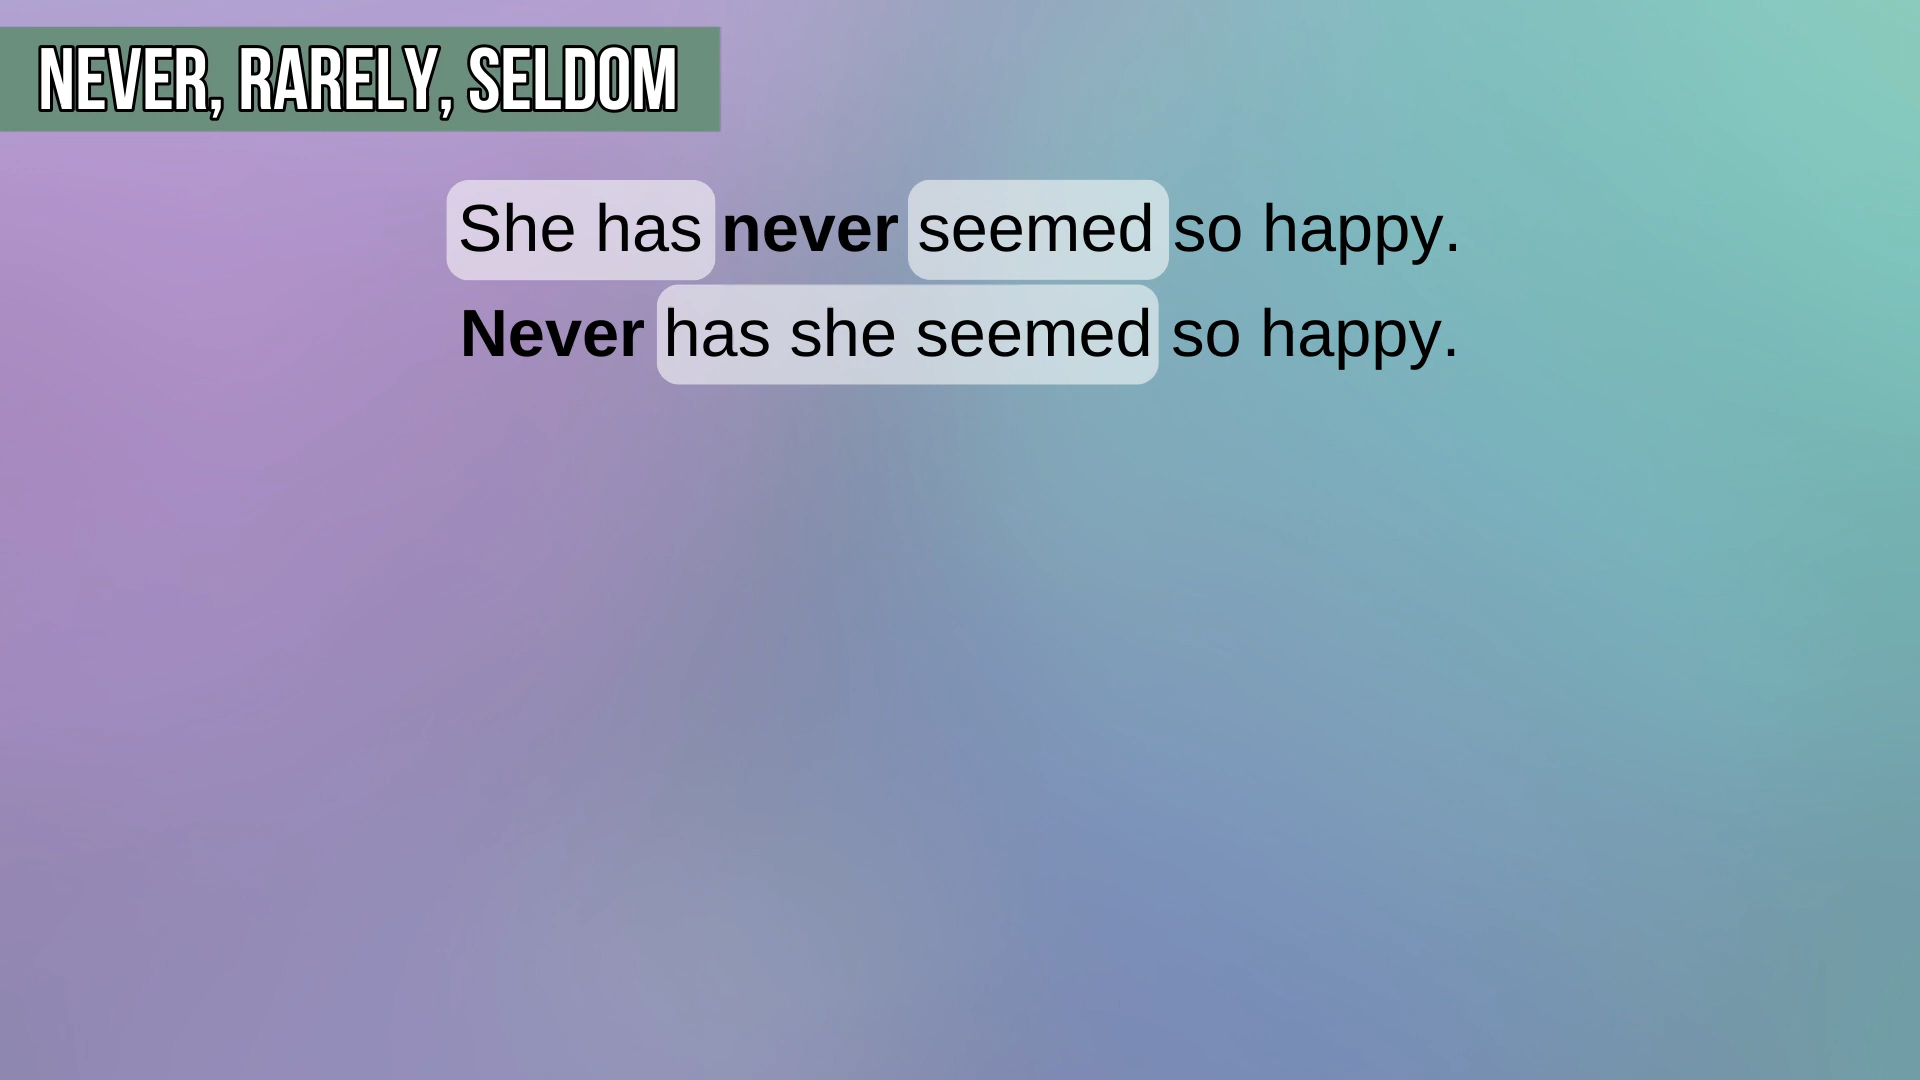 NEVER, RARELY, SELDOM
She has never seemed so happy.
Never has she seemed so happy.